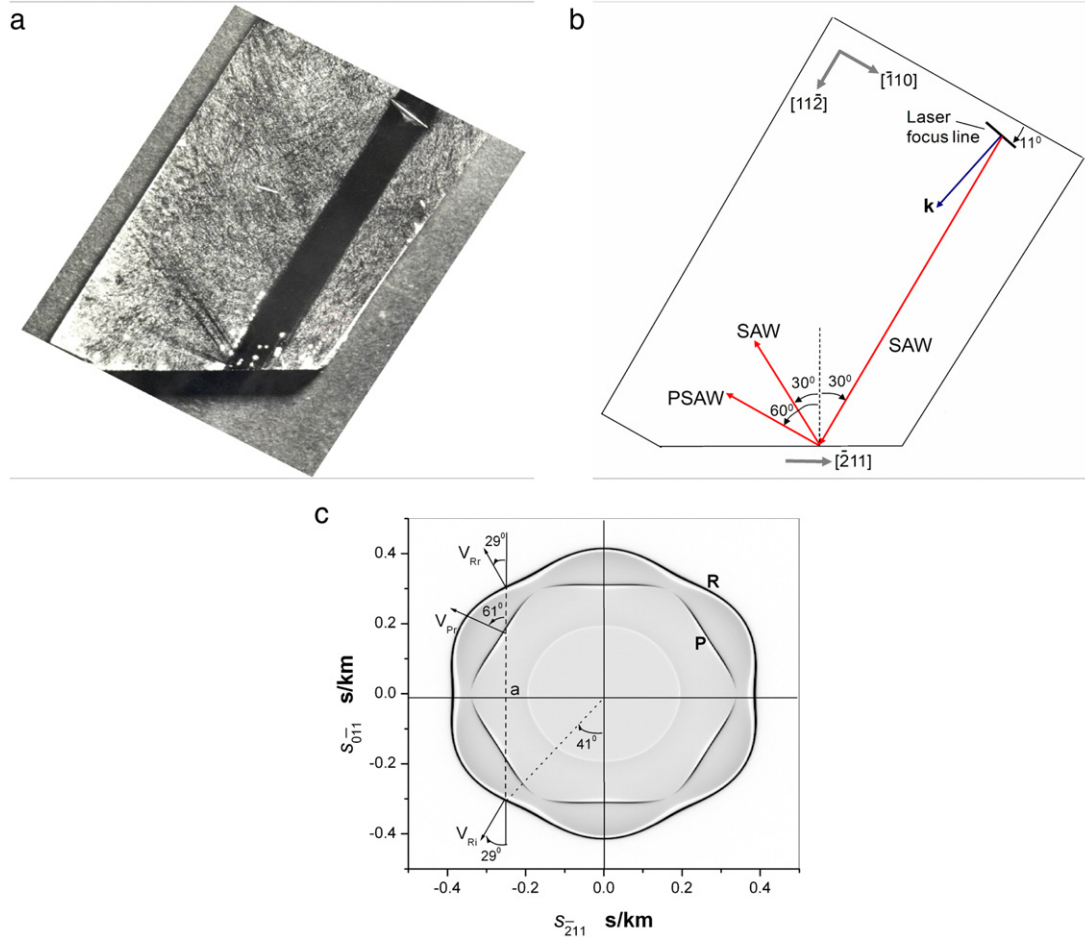 a
b
[1̄10]
[112̄]
Laser
focus line
11⁰
k
SAW
SAW
30⁰
30⁰
PSAW
60⁰
[2̄11]
c
29⁰
V_Rr
R
61⁰
V_Pr
P
a
41⁰
V_Ri
29⁰
0.4
0.2
0.0
-0.2
-0.4
s_01̄1 s/km
-0.4
-0.2
0.0
0.2
0.4
s_2̄11 s/km